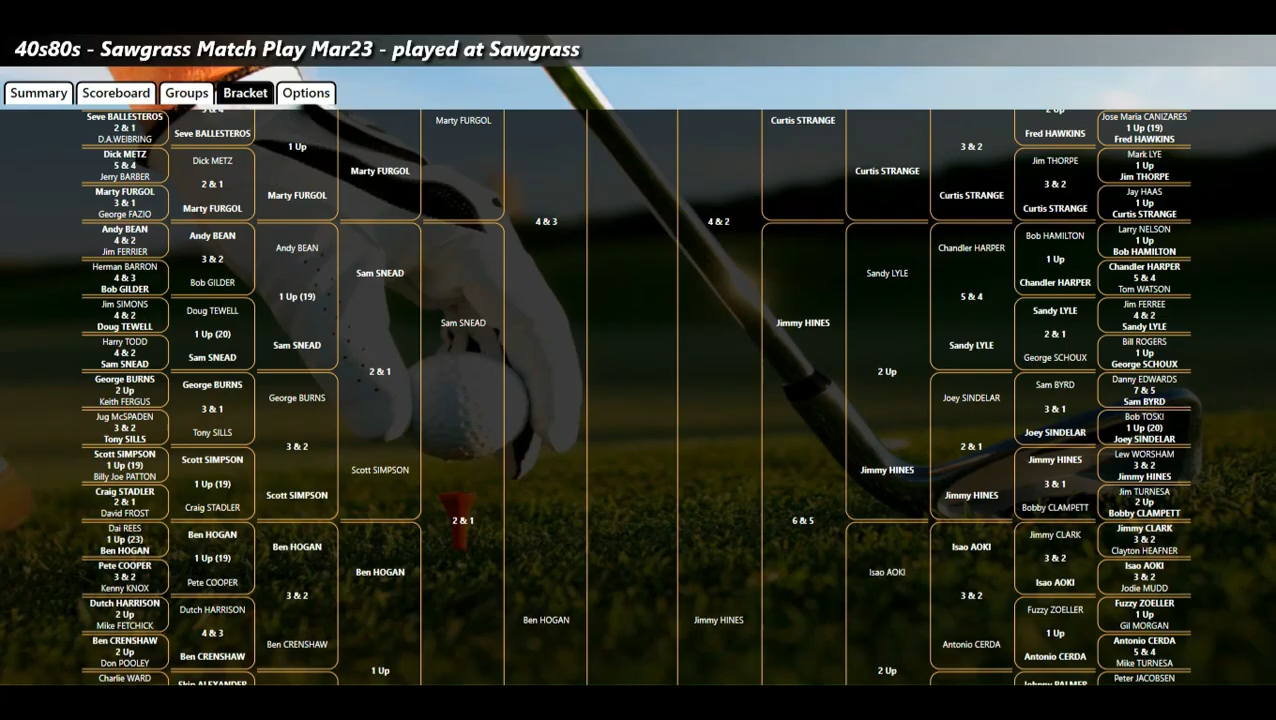 40s80s - Sawgrass Match Play Mar23 - played at Sawgrass
Summary
Scoreboard
Groups
Bracket
Options
Seve BALLESTEROS
2 & 1
D.A.WEIBRING
Dick METZ
5 & 4
Jerry BARBER
Marty FURGOL
3 & 1
George FAZIO
Andy BEAN
4 & 2
Jim FERRIER
Herman BARRON
4 & 3
Bob GILDER
Jim SIMONS
4 & 2
Doug TEWELL
Harry TODD
4 & 2
Sam SNEAD
George BURNS
2 Up
Keith FERGUS
Jug McSPADEN
3 & 2
Tony SILLS
Scott SIMPSON
1 Up (19)
Billy Joe PATTON
Craig STADLER
2 & 1
David FROST
Dai REES
1 Up (23)
Ben HOGAN
Pete COOPER
3 & 2
Kenny KNOX
Dutch HARRISON
2 Up
Mike FETCHICK
Ben CRENSHAW
2 Up
Don POOLEY
Charlie WARD
Seve BALLESTEROS
Dick METZ
2 & 1
Marty FURGOL
Andy BEAN
3 & 2
Bob GILDER
Doug TEWELL
1 Up (20)
Sam SNEAD
George BURNS
3 & 1
Tony SILLS
Scott SIMPSON
1 Up (19)
Craig STADLER
Ben HOGAN
1 Up (19)
Pete COOPER
Dutch HARRISON
4 & 3
Ben CRENSHAW
Skip ALEXANDER
1 Up
Marty FURGOL
Andy BEAN
1 Up (19)
Sam SNEAD
George BURNS
3 & 2
Scott SIMPSON
Ben HOGAN
3 & 2
Ben CRENSHAW
Marty FURGOL
Sam SNEAD
2 & 1
Scott SIMPSON
Ben HOGAN
1 Up
Marty FURGOL
Sam SNEAD
2 & 1
4 & 3
Ben HOGAN
4 & 2
Jimmy HINES
Curtis STRANGE
Jimmy HINES
6 & 5
Curtis STRANGE
Sandy LYLE
2 Up
Jimmy HINES
Isao AOKI
2 Up
3 & 2
Curtis STRANGE
Chandler HARPER
5 & 4
Sandy LYLE
Joey SINDELAR
2 & 1
Jimmy HINES
Isao AOKI
3 & 2
Antonio CERDA
2 Up
Fred HAWKINS
Jim THORPE
3 & 2
Curtis STRANGE
Bob HAMILTON
1 Up
Chandler HARPER
Sandy LYLE
2 & 1
George SCHOUX
Sam BYRD
3 & 1
Joey SINDELAR
Jimmy HINES
3 & 1
Bobby CLAMPETT
Jimmy CLARK
3 & 2
Isao AOKI
Fuzzy ZOELLER
1 Up
Antonio CERDA
Johnny PALMER
Jose Maria CANIZARES
1 Up (19)
Fred HAWKINS
Mark LYE
1 Up
Jim THORPE
Jay HAAS
1 Up
Curtis STRANGE
Larry NELSON
1 Up
Bob HAMILTON
Chandler HARPER
5 & 4
Tom WATSON
Jim FERREE
4 & 2
Sandy LYLE
Bill ROGERS
1 Up
George SCHOUX
Danny EDWARDS
7 & 5
Sam BYRD
Bob TOSKI
1 Up (20)
Joey SINDELAR
Lew WORSHAM
3 & 2
Jimmy HINES
Jim TURNESA
2 Up
Bobby CLAMPETT
Jimmy CLARK
3 & 2
Clayton HEAFNER
Isao AOKI
3 & 2
Jodie MUDD
Fuzzy ZOELLER
1 Up
Gil MORGAN
Antonio CERDA
5 & 4
Mike TURNESA
Peter JACOBSEN